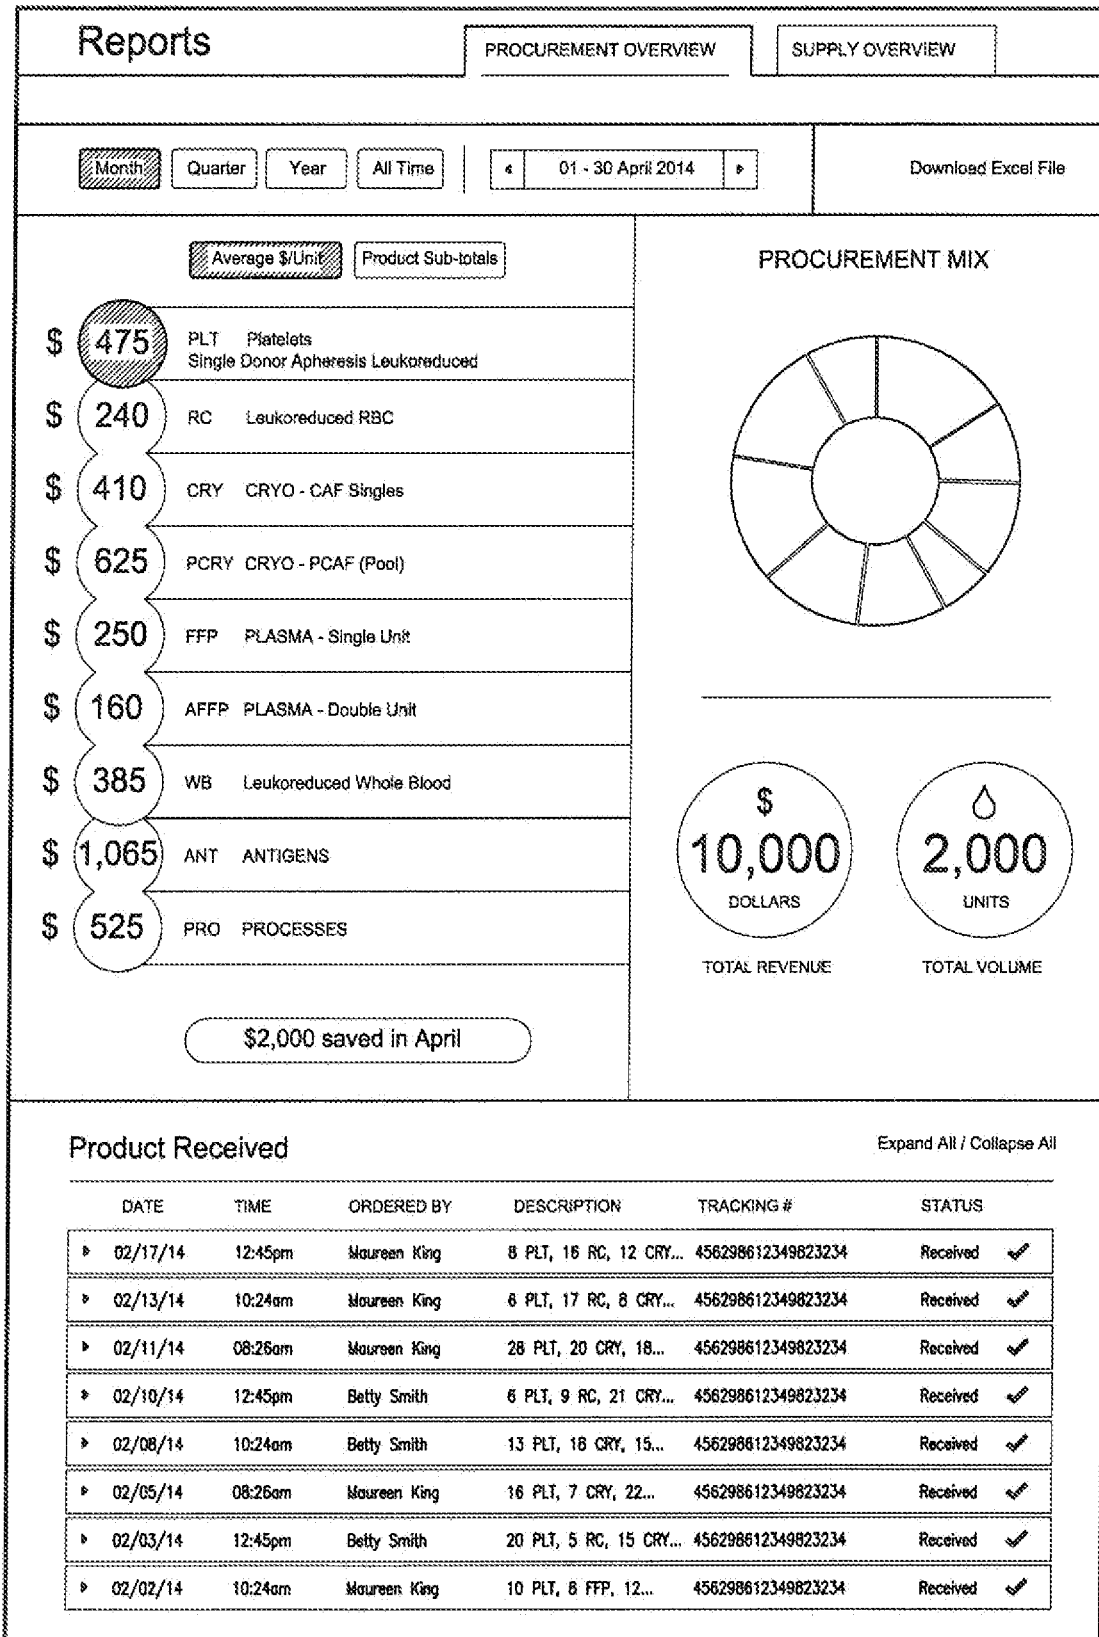 Reports
PROCUREMENT OVERVIEW
SUPPLY OVERVIEW
Month
Quarter
Year
All Time
01 - 30 April 2014
Download Excel File
Average $/Unit
Product Sub-totals
$ 475 PLT Platelets
Single Donor Apheresis Leukoreduced
$ 240 RC Leukoreduced RBC
$ 410 CRY CRYO - CAF Singles
$ 625 PCRY CRYO - PCAF (Pool)
$ 250 FFP PLASMA - Single Unit
$ 160 AFFP PLASMA - Double Unit
$ 385 WB Leukoreduced Whole Blood
$ 1,065 ANT ANTIGENS
$ 525 PRO PROCESSES
$2,000 saved in April
PROCUREMENT MIX
$
10,000
DOLLARS
TOTAL REVENUE
2,000
UNITS
TOTAL VOLUME
Product Received
Expand All / Collapse All
DATE TIME ORDERED BY DESCRIPTION TRACKING # STATUS
02/17/14 12:45pm Maureen King 8 PLT, 16 RC, 12 CRY... 456298612349823234 Received
02/13/14 10:24am Maureen King 6 PLT, 17 RC, 8 CRY... 456298612349823234 Received
02/11/14 08:26am Maureen King 28 PLT, 20 CRY, 18... 456298612349823234 Received
02/10/14 12:45pm Betty Smith 6 PLT, 9 RC, 21 CRY... 456298612349823234 Received
02/08/14 10:24am Betty Smith 13 PLT, 18 CRY, 15... 456298612349823234 Received
02/05/14 08:26am Maureen King 16 PLT, 7 CRY, 22... 456298612349823234 Received
02/03/14 12:45pm Betty Smith 20 PLT, 5 RC, 15 CRY... 456298612349823234 Received
02/02/14 10:24am Maureen King 10 PLT, 8 FFP, 12... 456298612349823234 Received